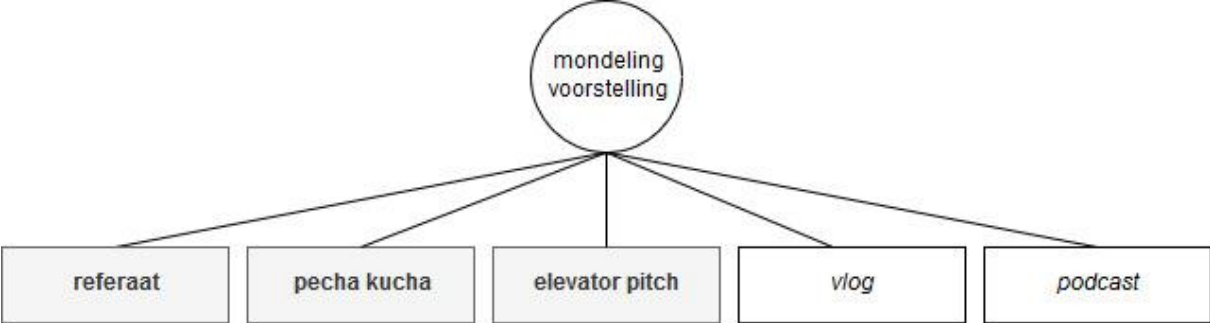 mondeling
voorstelling
referaat
pecha kucha
elevator pitch
vlog
podcast